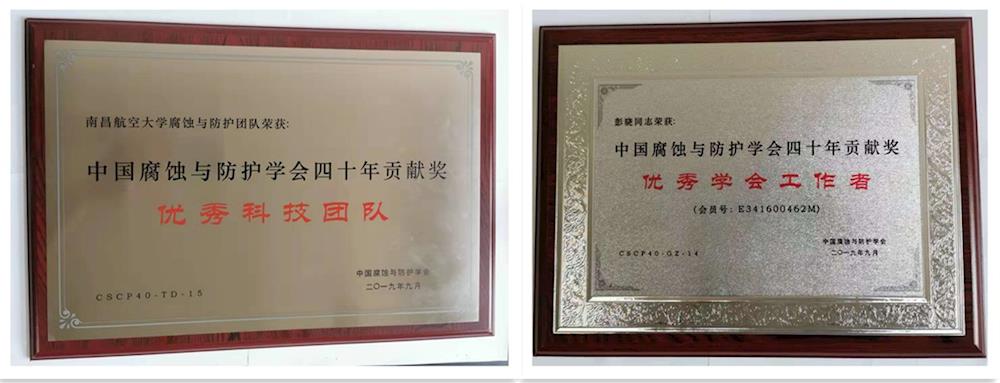 南昌航空大学腐蚀与防护团队荣获:
中国腐蚀与防护学会四十年贡献奖
优秀科技团队
中国腐蚀与防护学会
二〇一九年九月
CSCP40-TD-15
彭晓同志荣获:
中国腐蚀与防护学会四十年贡献奖
优秀学会工作者
(会员号: E341600462M)
中国腐蚀与防护学会
二〇一九年九月
CSCP40-GZ-14